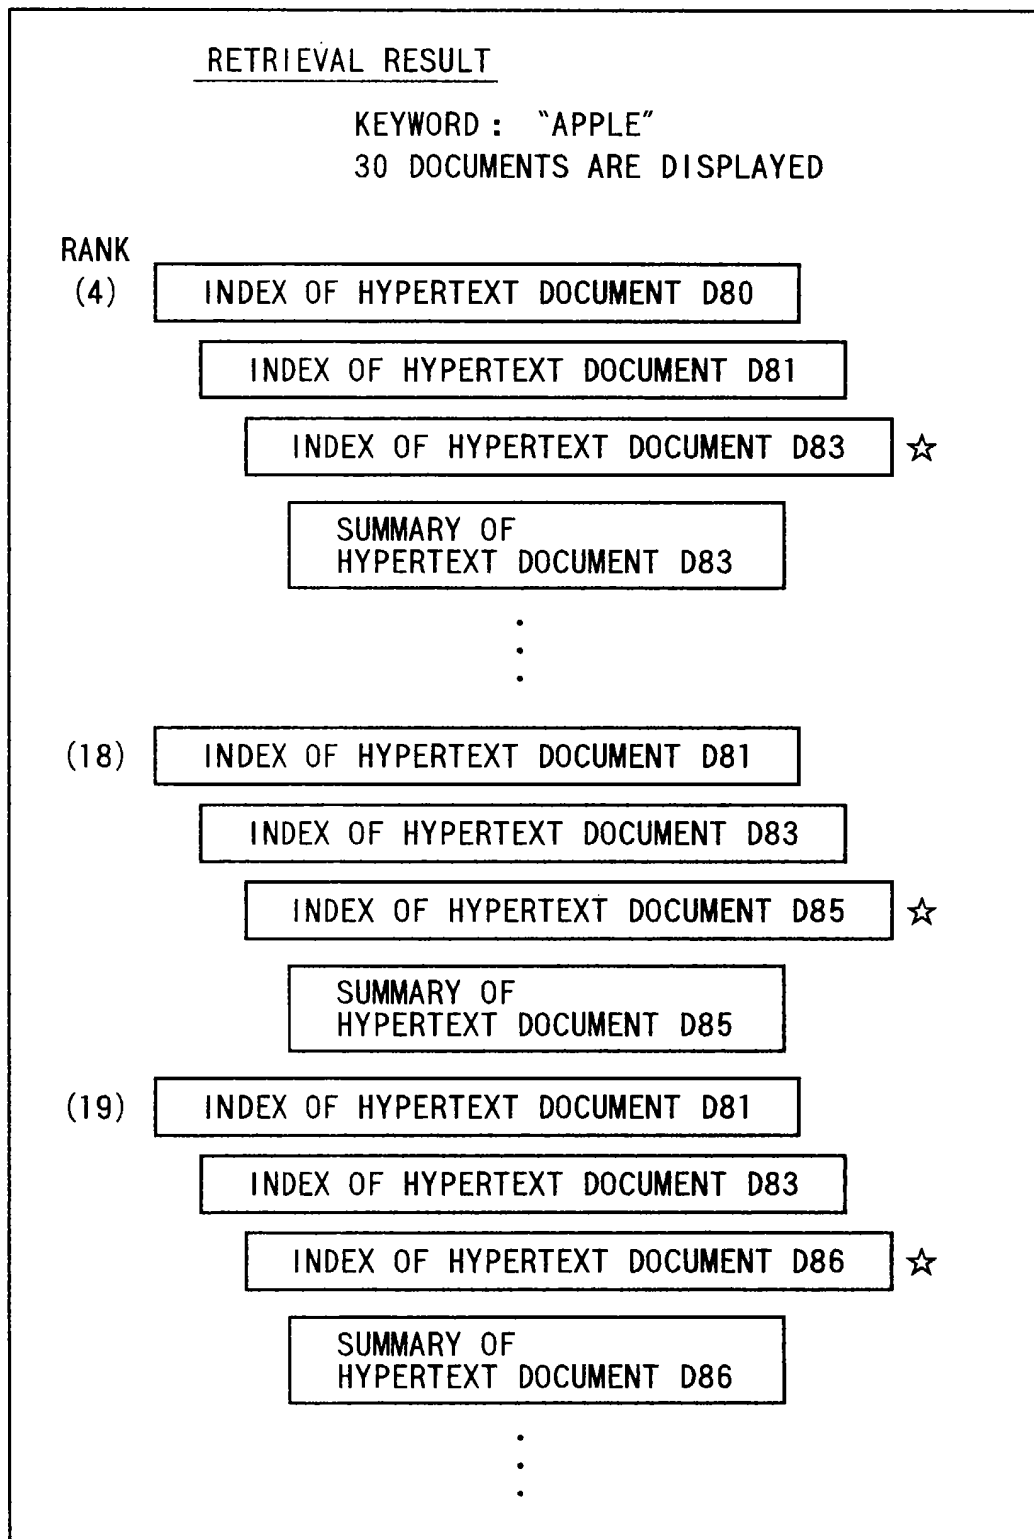 RETRIEVAL RESULT
KEYWORD : "APPLE"
30 DOCUMENTS ARE DISPLAYED
RANK
(4) INDEX OF HYPERTEXT DOCUMENT D80
INDEX OF HYPERTEXT DOCUMENT D81
INDEX OF HYPERTEXT DOCUMENT D83 ☆
SUMMARY OF
HYPERTEXT DOCUMENT D83
(18) INDEX OF HYPERTEXT DOCUMENT D81
INDEX OF HYPERTEXT DOCUMENT D83
INDEX OF HYPERTEXT DOCUMENT D85 ☆
SUMMARY OF
HYPERTEXT DOCUMENT D85
(19) INDEX OF HYPERTEXT DOCUMENT D81
INDEX OF HYPERTEXT DOCUMENT D83
INDEX OF HYPERTEXT DOCUMENT D86 ☆
SUMMARY OF
HYPERTEXT DOCUMENT D86